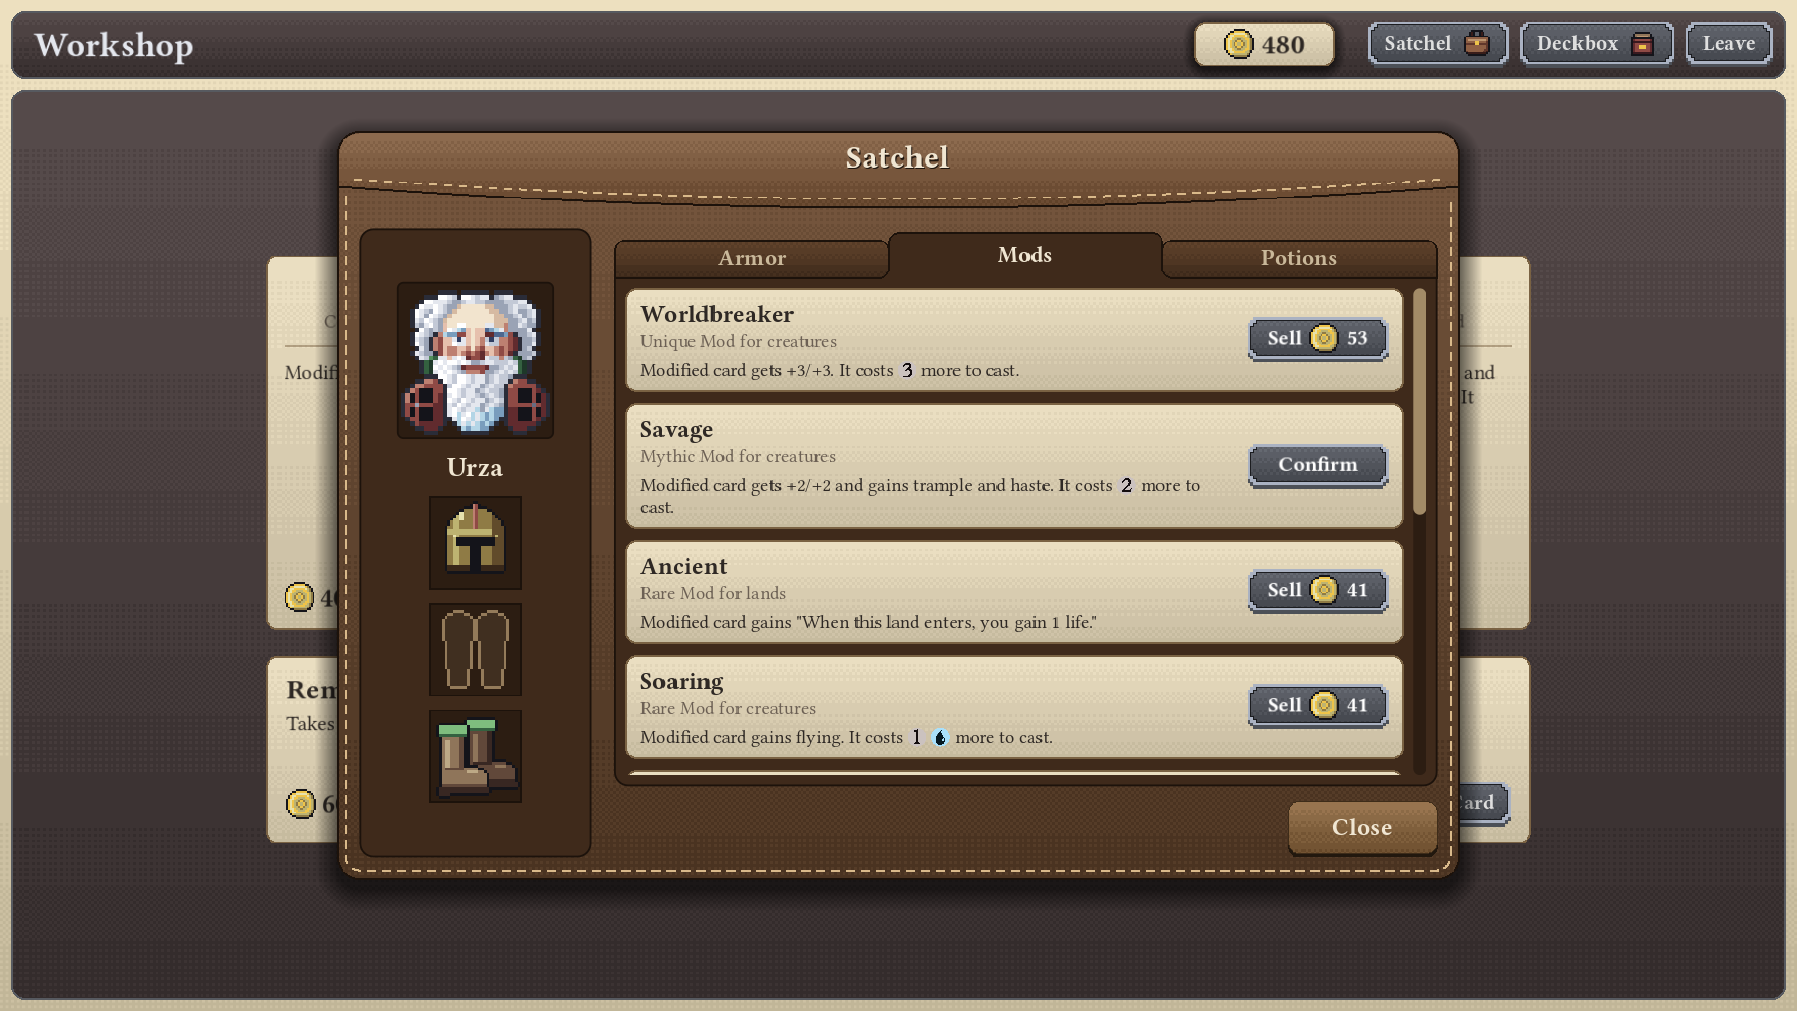 Workshop
480
Satchel
Deckbox
Leave
Satchel
Urza
Armor
Mods
Potions
Worldbreaker
Unique Mod for creatures
Modified card gets +3/+3. It costs 3 more to cast.
Sell 53
Savage
Mythic Mod for creatures
Modified card gets +2/+2 and gains trample and haste. It costs 2 more to
cast.
Confirm
Ancient
Rare Mod for lands
Modified card gains "When this land enters, you gain 1 life."
Sell 41
Soaring
Rare Mod for creatures
Modified card gains flying. It costs 1 more to cast.
Sell 41
Close
and
It
Takes